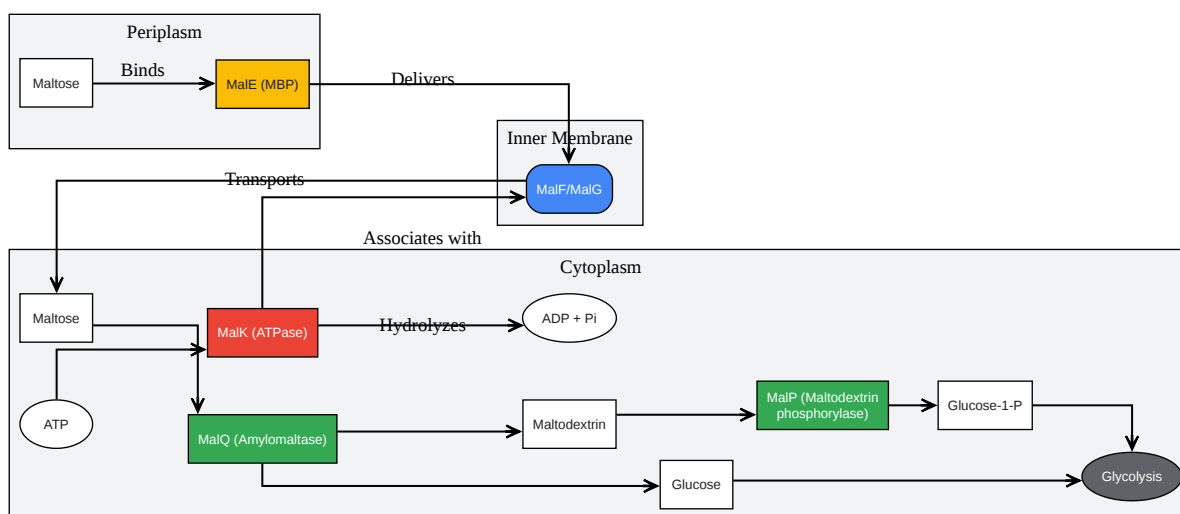 Periplasm
Maltose
Binds
MalE (MBP)
Delivers
Inner Membrane
MalF/MalG
Transports
Associates with
Cytoplasm
Maltose
MalK (ATPase)
Hydrolyzes
ADP + Pi
ATP
MalQ (Amylomaltase)
Maltodextrin
MalP (Maltodextrin
phosphorylase)
Glucose-1-P
Glucose
Glycolysis